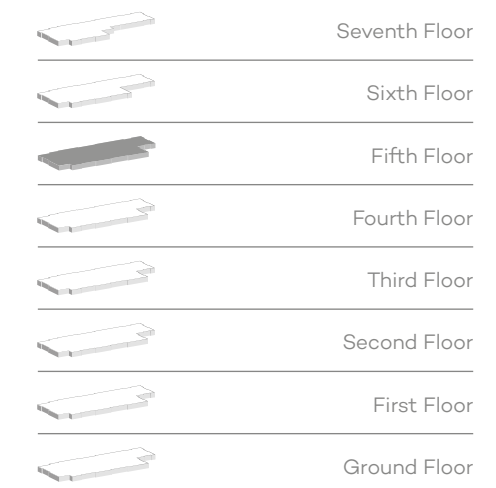 Seventh Floor
Sixth Floor
Fifth Floor
Fourth Floor
Third Floor
Second Floor
First Floor
Ground Floor